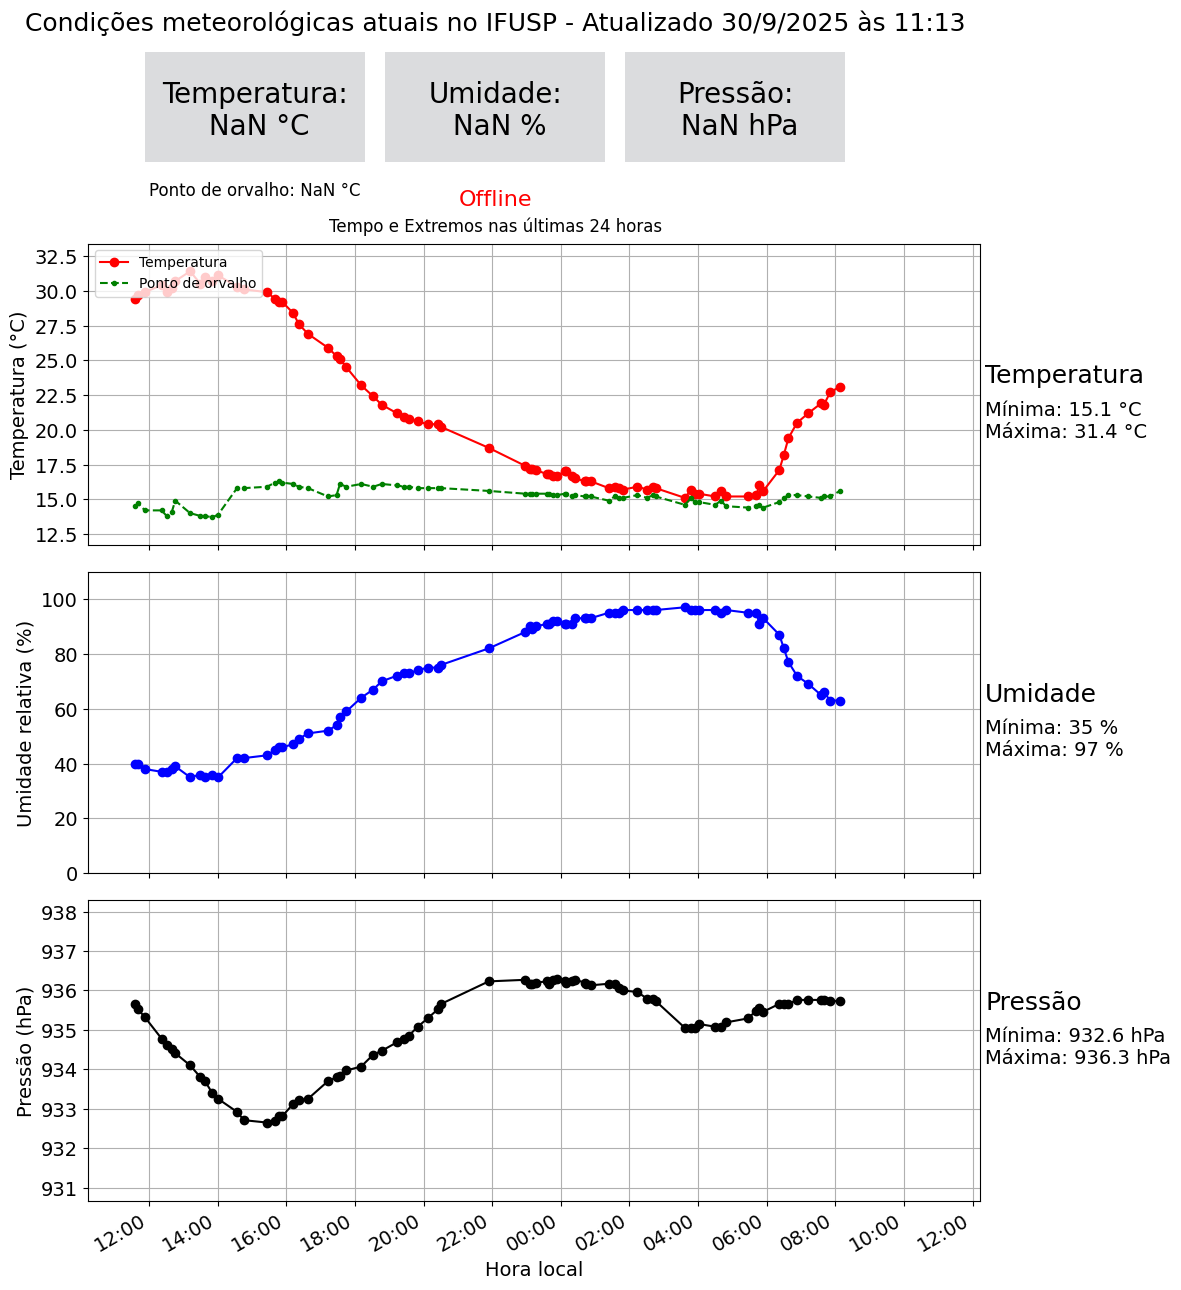 Condições meteorológicas atuais no IFUSP - Atualizado 30/9/2025 às 11:13
Temperatura:
NaN °C
Umidade:
NaN %
Pressão:
NaN hPa
Ponto de orvalho: NaN °C
Offline
Tempo e Extremos nas últimas 24 horas
Temperatura (°C)
32.5
30.0
27.5
25.0
22.5
20.0
17.5
15.0
12.5
Temperatura
Ponto de orvalho
Temperatura
Mínima: 15.1 °C
Máxima: 31.4 °C
Umidade relativa (%)
100
80
60
40
20
0
Umidade
Mínima: 35 %
Máxima: 97 %
Pressão (hPa)
938
937
936
935
934
933
932
931
Pressão
Mínima: 932.6 hPa
Máxima: 936.3 hPa
12:00
14:00
16:00
18:00
20:00
22:00
00:00
02:00
04:00
06:00
08:00
10:00
12:00
Hora local